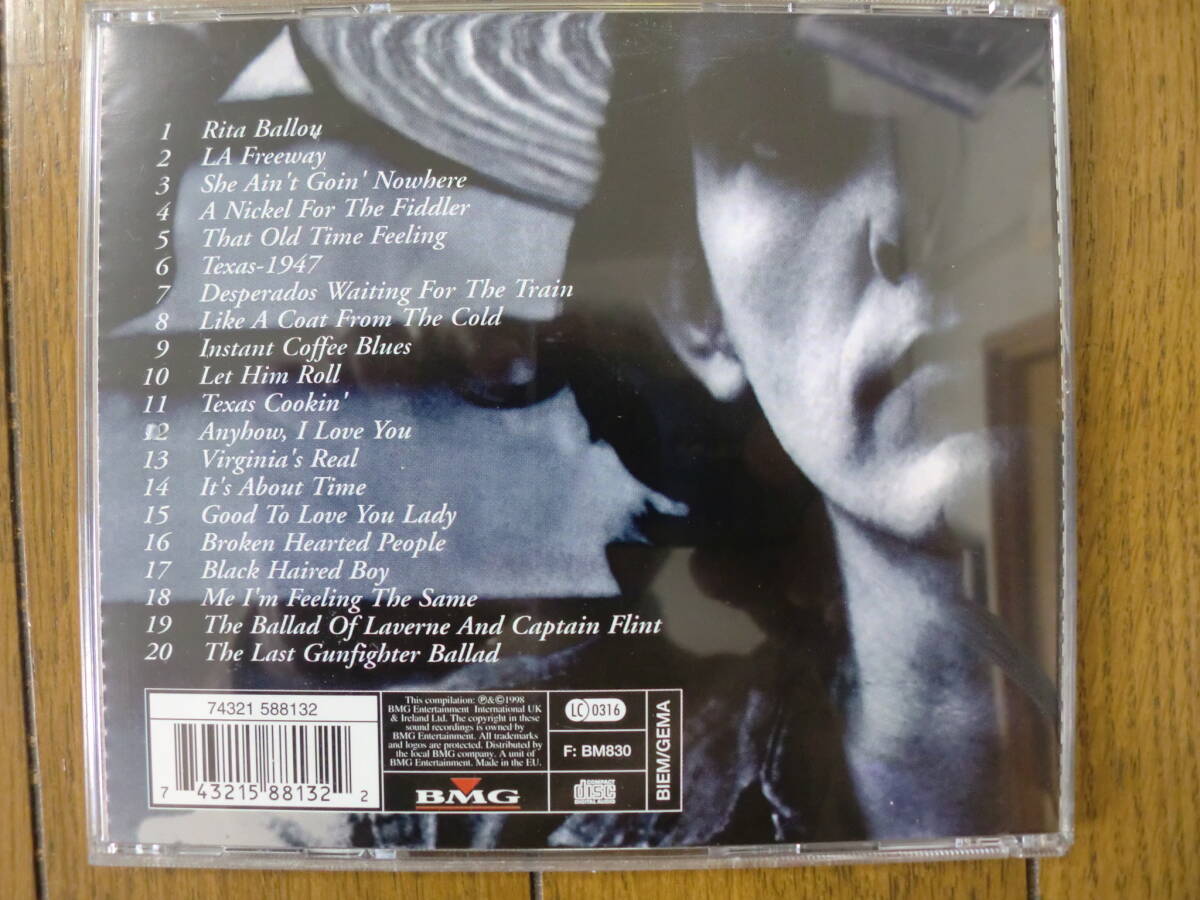 1 Rita Ballou
2 LA Freeway
3 She Ain't Goin' Nowhere
4 A Nickel For The Fiddler
5 That Old Time Feeling
6 Texas-1947
7 Desperados Waiting For The Train
8 Like A Coat From The Cold
9 Instant Coffee Blues
10 Let Him Roll
11 Texas Cookin'
12 Anyhow, I Love You
13 Virginia's Real
14 It's About Time
15 Good To Love You Lady
16 Broken Hearted People
17 Black Haired Boy
18 Me I'm Feeling The Same
19 The Ballad Of Laverne And Captain Flint
20 The Last Gunfighter Ballad
74321 588132
7 43215 88132 2
This compilation: ℗&©1998
BMG Entertainment International UK
& Ireland Ltd. The copyright in these
sound recordings is owned by
BMG Entertainment. All trademarks
and logos are protected. Distributed by
the local BMG company. A unit of
BMG Entertainment. Made in the EU.
BMG
LC 0316
F: BM830
COMPACT
disc
DIGITAL AUDIO
BIEM/GEMA